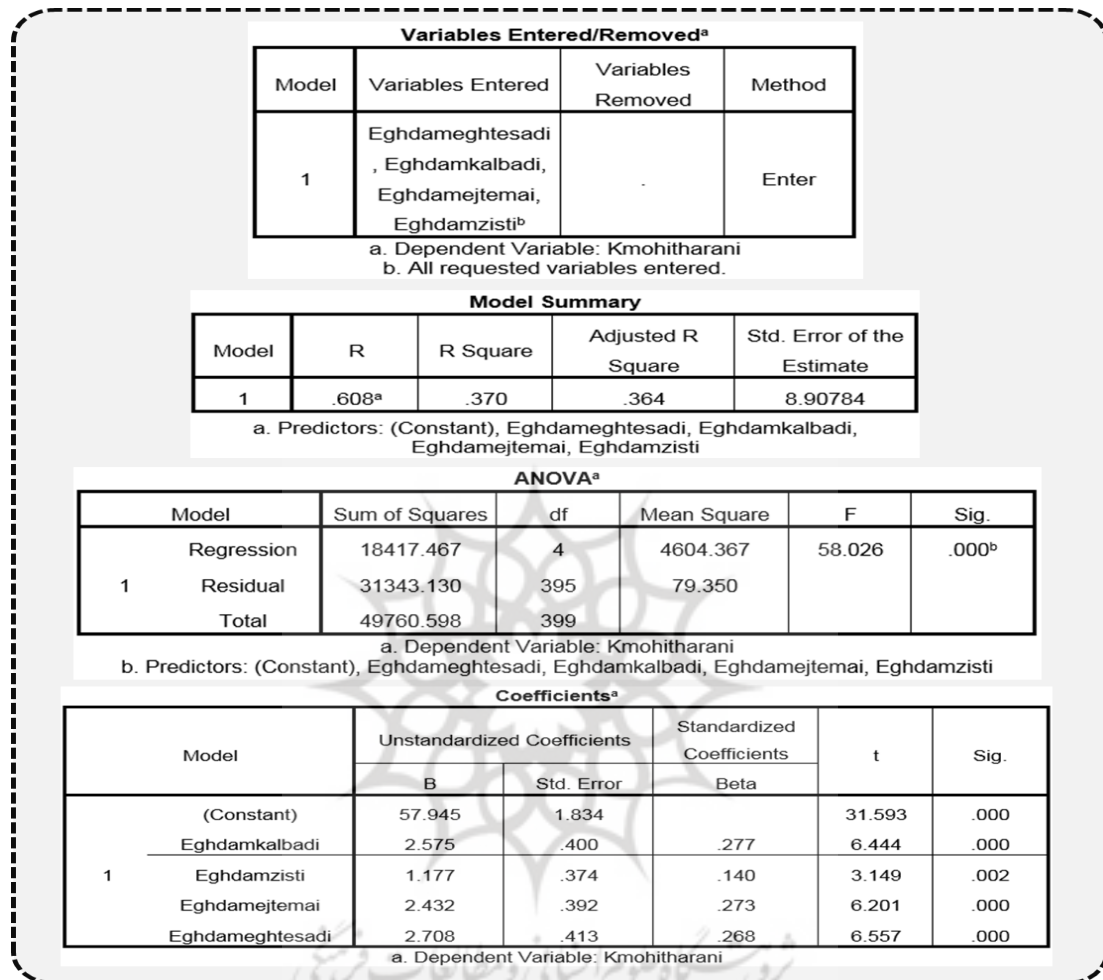 Variables Entered/Removedᵃ
Model Variables Entered Variables Removed Method
1 Eghdameghtesadi , Eghdamkalbadi, Eghdamejtemai, Eghdamzistiᵇ . Enter
a. Dependent Variable: Kmohitharani
b. All requested variables entered.
Model Summary
Model R R Square Adjusted R Square Std. Error of the Estimate
1 .608ᵃ .370 .364 8.90784
a. Predictors: (Constant), Eghdameghtesadi, Eghdamkalbadi,
Eghdamejtemai, Eghdamzisti
ANOVAᵃ
Model Sum of Squares df Mean Square F Sig.
1 Regression 18417.467 4 4604.367 58.026 .000ᵇ
Residual 31343.130 395 79.350
Total 49760.598 399
a. Dependent Variable: Kmohitharani
b. Predictors: (Constant), Eghdameghtesadi, Eghdamkalbadi, Eghdamejtemai, Eghdamzisti
Coefficientsᵃ
Model Unstandardized Coefficients Standardized Coefficients t Sig.
B Std. Error Beta
1 (Constant) 57.945 1.834 31.593 .000
Eghdamkalbadi 2.575 .400 .277 6.444 .000
Eghdamzisti 1.177 .374 .140 3.149 .002
Eghdamejtemai 2.432 .392 .273 6.201 .000
Eghdameghtesadi 2.708 .413 .268 6.557 .000
a. Dependent Variable: Kmohitharani